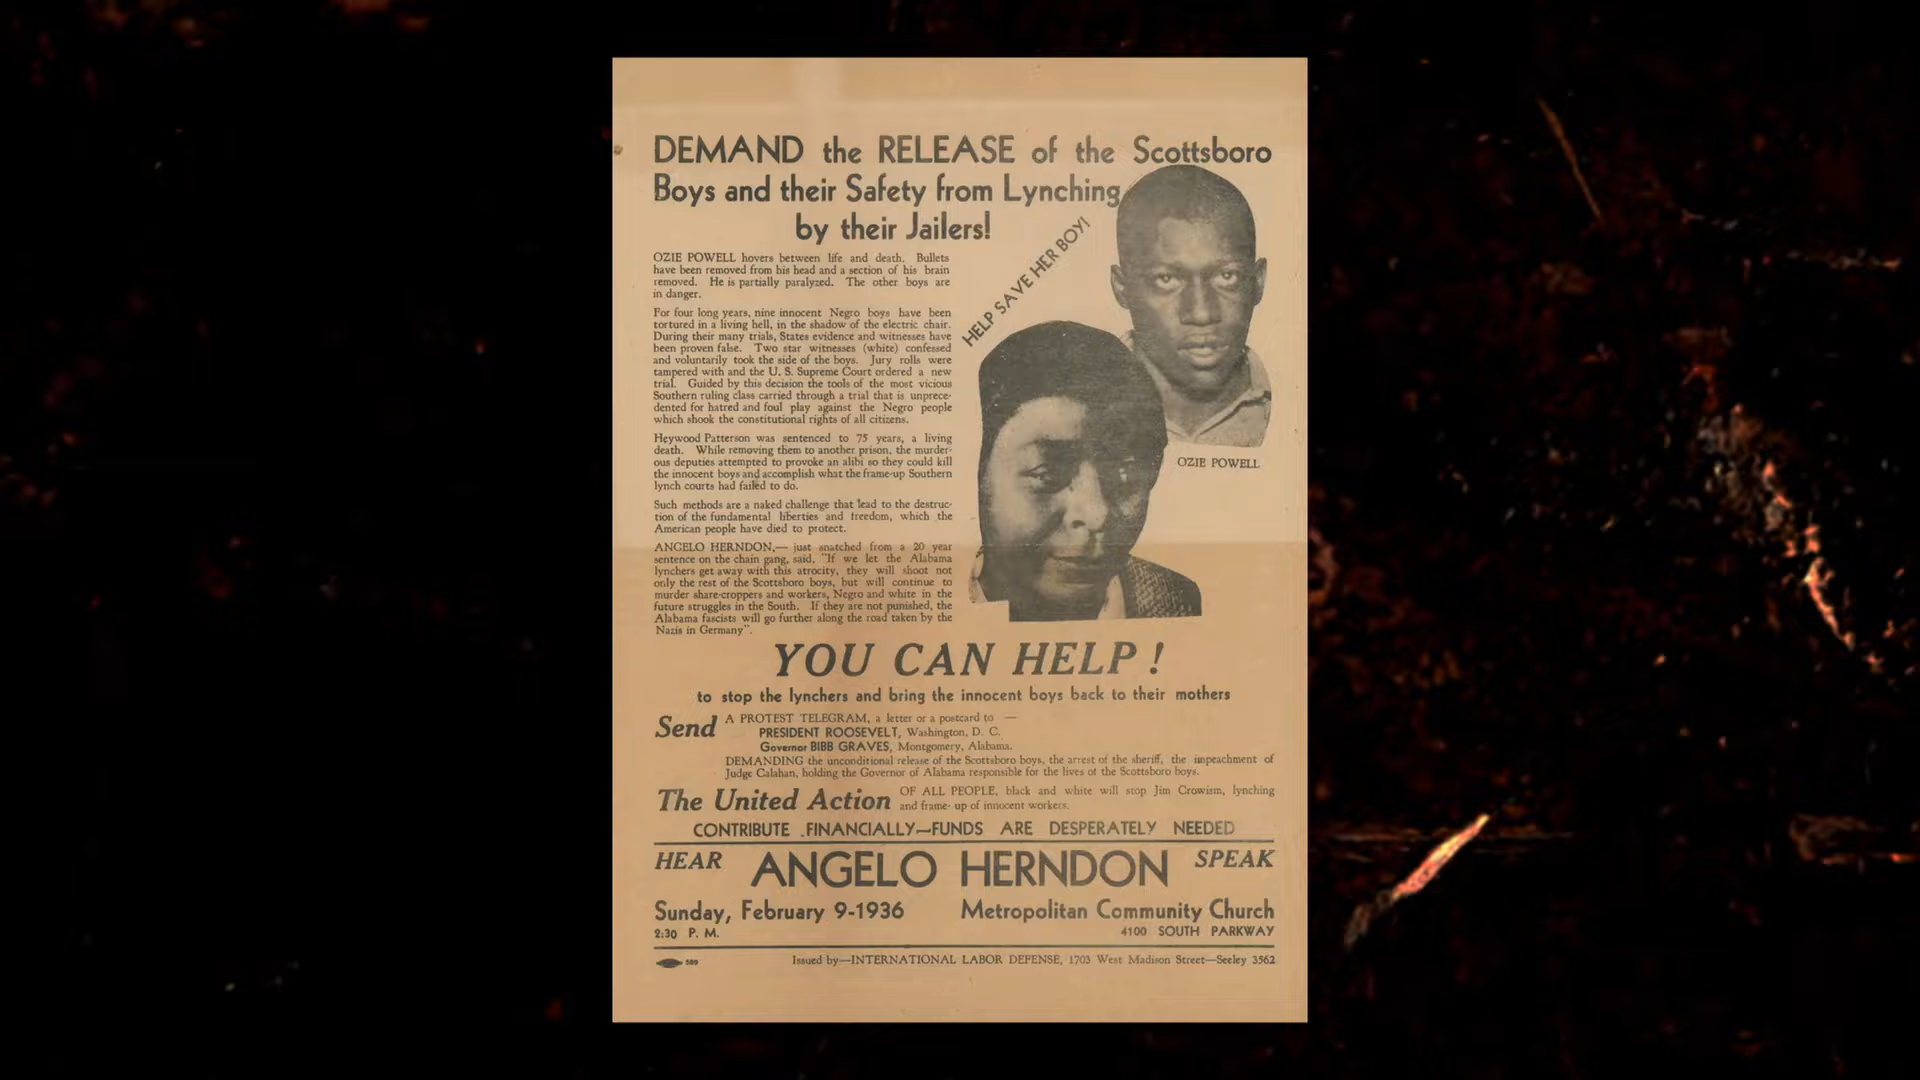 DEMAND the RELEASE of the Scottsboro
Boys and their Safety from Lynching
by their Jailers!
HELP SAVE HER BOY!
OZIE POWELL hovers between life and death. Bullets
have been removed from his head and a section of his brain
removed. He is partially paralyzed. The other boys are
in danger.
For four long years, nine innocent Negro boys have been
tortured in a living hell, in the shadow of the electric chair.
During their many trials, States evidence and witnesses have
been proven false. Two star witnesses (white) confessed
and voluntarily took the side of the boys. Jury rolls were
tampered with and the U. S. Supreme Court ordered a new
trial. Guided by this decision the tools of the most vicious
Southern ruling class carried through a trial that is unprece-
dented for hatred and foul play against the Negro people
which shook the constitutional rights of all citizens.
Heywood Patterson was sentenced to 75 years, a living
death. While removing them to another prison, the murder-
ous deputies attempted to provoke an alibi so they could kill
the innocent boys and accomplish what the frame-up Southern
lynch courts had failed to do.
Such methods are a naked challenge that lead to the destruc-
tion of the fundamental liberties and freedom, which the
American people have died to protect.
ANGELO HERNDON,— just snatched from a 20 year
sentence on the chain gang, said, "If we let the Alabama
lynchers get away with this atrocity, they will shoot not
only the rest of the Scottsboro boys, but will continue to
murder share-croppers and workers, Negro and white in the
future struggles in the South. If they are not punished, the
Alabama fascists will go further along the road taken by the
Nazis in Germany".
OZIE POWELL
YOU CAN HELP !
to stop the lynchers and bring the innocent boys back to their mothers
Send A PROTEST TELEGRAM, a letter or a postcard to —
PRESIDENT ROOSEVELT, Washington, D. C.
Governor BIBB GRAVES, Montgomery, Alabama.
DEMANDING the unconditional release of the Scottsboro boys, the arrest of the sheriff, the impeachment of
Judge Calahan, holding the Governor of Alabama responsible for the lives of the Scottsboro boys.
The United Action OF ALL PEOPLE, black and white will stop Jim Crowism, lynching
and frame-up of innocent workers.
CONTRIBUTE FINANCIALLY—FUNDS ARE DESPERATELY NEEDED
HEAR ANGELO HERNDON SPEAK
Sunday, February 9-1936 Metropolitan Community Church
2:30 P. M. 4100 SOUTH PARKWAY
589 Issued by—INTERNATIONAL LABOR DEFENSE, 1703 West Madison Street—Seeley 3562